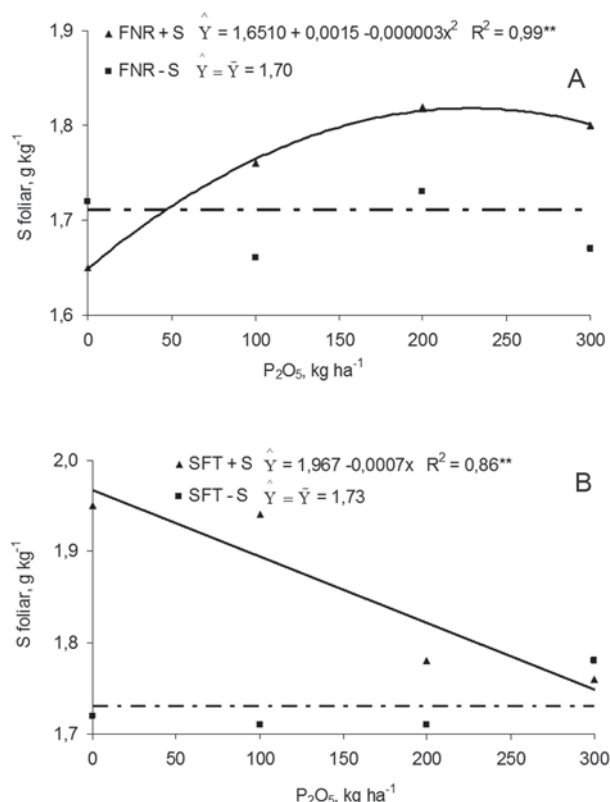 FNR + S Ŷ = 1,6510 + 0,0015 -0,000003x² R² = 0,99**
FNR - S Ŷ = Ȳ = 1,70
A
1,9
1,8
1,7
1,6
S foliar, g kg⁻¹
0 50 100 150 200 250 300
P₂O₅, kg ha⁻¹
SFT + S Ŷ = 1,967 -0,0007x R² = 0,86**
SFT - S Ŷ = Ȳ = 1,73
B
2,0
1,9
1,8
1,7
S foliar, g kg⁻¹
0 50 100 150 200 250 300
P₂O₅, kg ha⁻¹